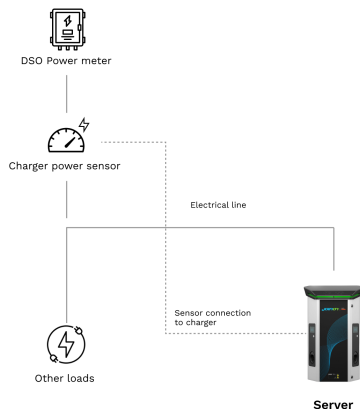 DSO Power meter
Charger power sensor
Electrical line
Sensor connection
to charger
Other loads
Server